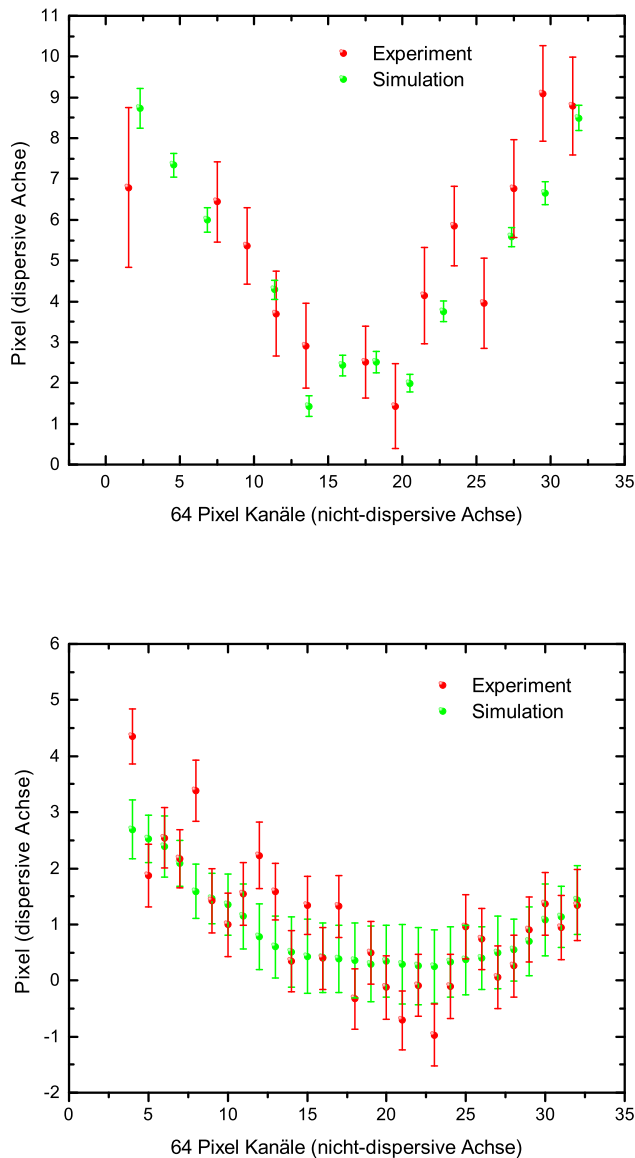 11
10
9
8
7
6
5
4
3
2
1
0
Pixel (dispersive Achse)
Experiment
Simulation
0 5 10 15 20 25 30 35
64 Pixel Kanäle (nicht-dispersive Achse)
6
5
4
3
2
1
0
-1
-2
Pixel (dispersive Achse)
Experiment
Simulation
0 5 10 15 20 25 30 35
64 Pixel Kanäle (nicht-dispersive Achse)